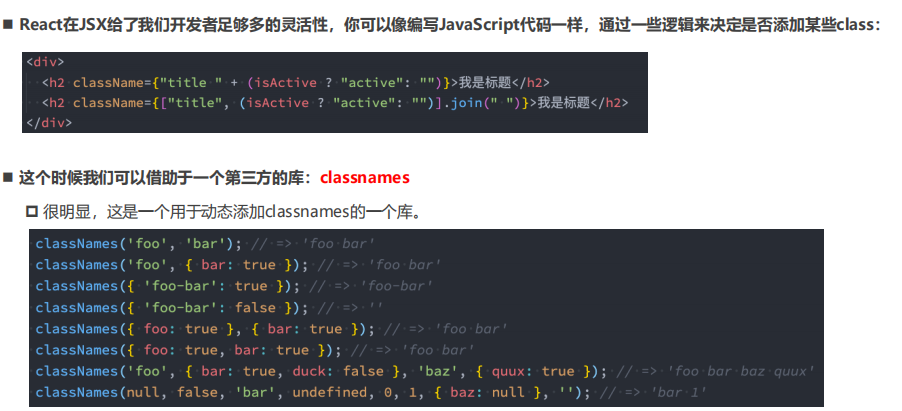 React在JSX给了我们开发者足够多的灵活性，你可以像编写JavaScript代码一样，通过一些逻辑来决定是否添加某些class：
<div>
<h2 className={"title " + (isActive ? "active": "")}>我是标题</h2>
<h2 className={["title", (isActive ? "active": "")].join(" ")}>我是标题</h2>
</div>
这个时候我们可以借助于一个第三方的库：classnames
很明显，这是一个用于动态添加classnames的一个库。
classNames('foo', 'bar'); // => 'foo bar'
classNames('foo', { bar: true }); // => 'foo bar'
classNames({ 'foo-bar': true }); // => 'foo-bar'
classNames({ 'foo-bar': false }); // => ''
classNames({ foo: true }, { bar: true }); // => 'foo bar'
classNames({ foo: true, bar: true }); // => 'foo bar'
classNames('foo', { bar: true, duck: false }, 'baz', { quux: true }); // => 'foo bar baz quux'
classNames(null, false, 'bar', undefined, 0, 1, { baz: null }, ''); // => 'bar 1'